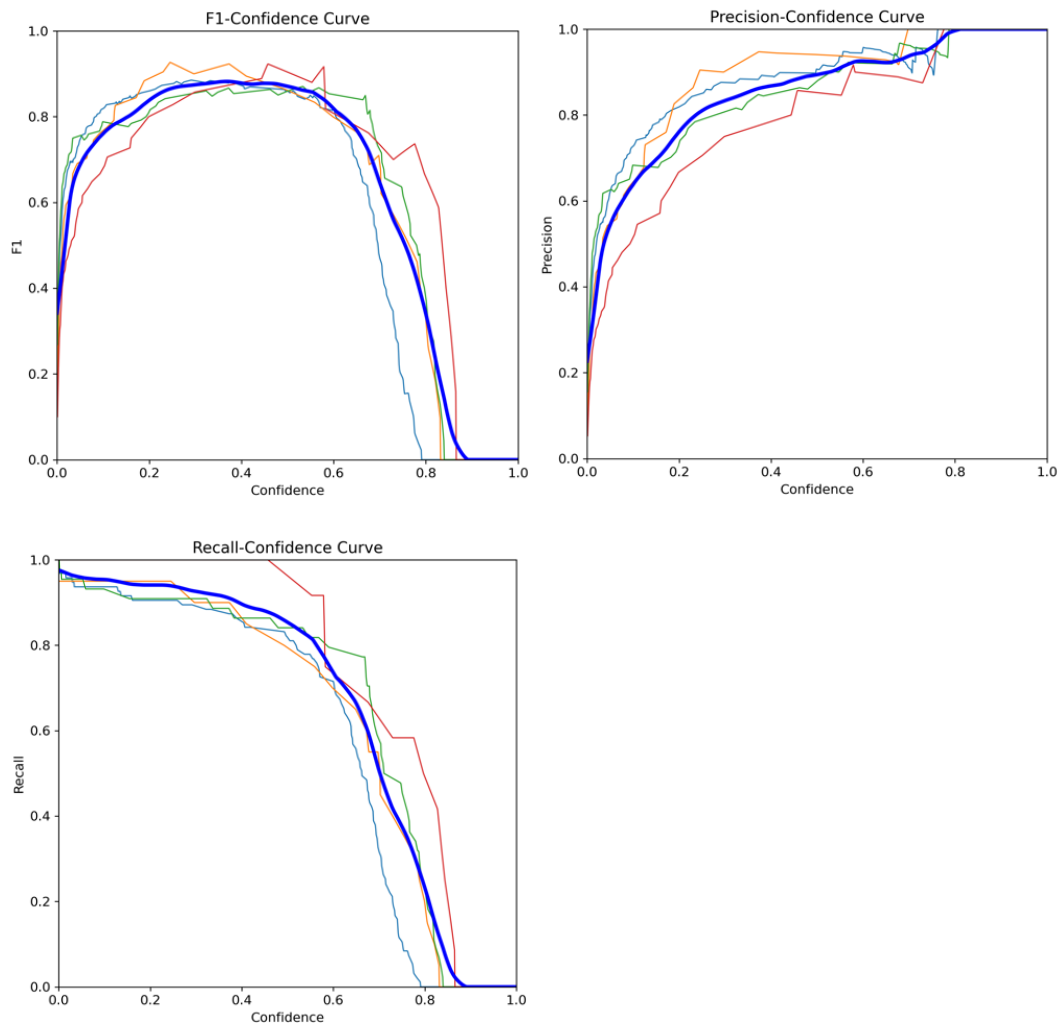 F1-Confidence Curve
1.0
0.8
0.6
0.4
0.2
0.0
F1
0.0 0.2 0.4 0.6 0.8 1.0
Confidence
Precision-Confidence Curve
1.0
0.8
0.6
0.4
0.2
0.0
Precision
0.0 0.2 0.4 0.6 0.8 1.0
Confidence
Recall-Confidence Curve
1.0
0.8
0.6
0.4
0.2
0.0
Recall
0.0 0.2 0.4 0.6 0.8 1.0
Confidence